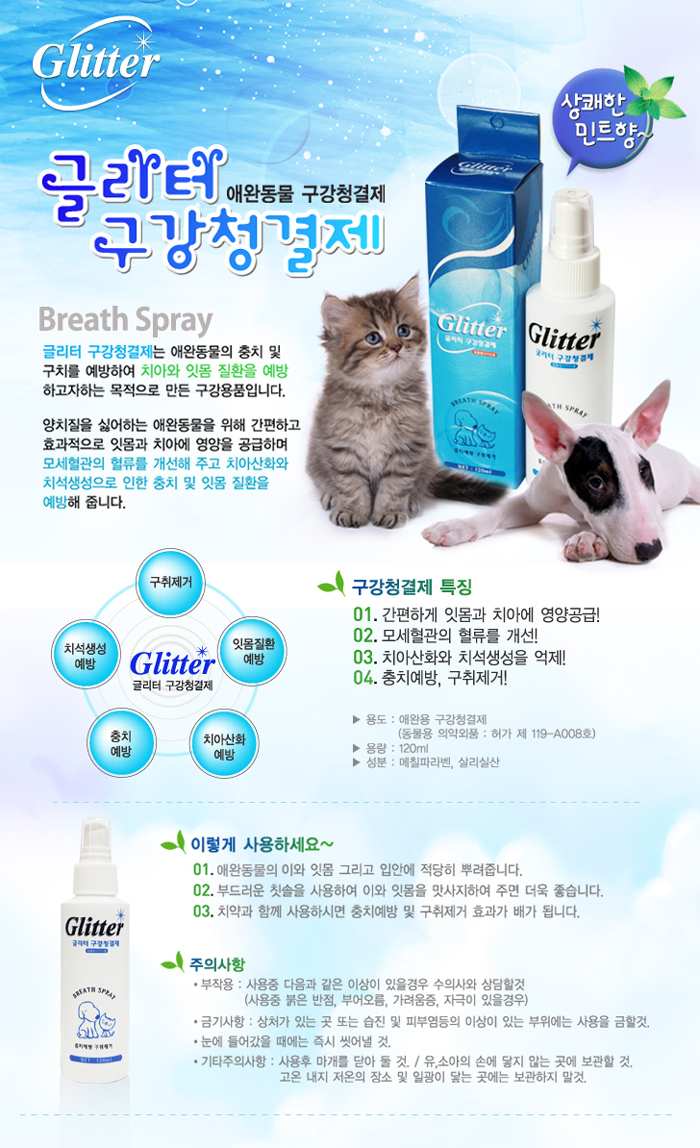 Glitter
상쾌한
민트향~
글리터 애완동물 구강청결제
구강청결제
Glitter
글리터 구강청결제
BREATH SPRAY
충치예방 구취제거
NET : 120ml
Glitter
글리터 구강청결제
BREATH SPRAY
Breath Spray
글리터 구강청결제는 애완동물의 충치 및
구치를 예방하여 치아와 잇몸 질환을 예방
하고자하는 목적으로 만든 구강용품입니다.
양치질을 싫어하는 애완동물을 위해 간편하고
효과적으로 잇몸과 치아에 영양을 공급하며
모세혈관의 혈류를 개선해 주고 치아산화와
치석생성으로 인한 충치 및 잇몸 질환을
예방해 줍니다.
구취제거
치석생성
예방
잇몸질환
예방
Glitter
글리터 구강청결제
충치
예방
치아산화
예방
구강청결제 특징
01. 간편하게 잇몸과 치아에 영양공급!
02. 모세혈관의 혈류를 개선!
03. 치아산화와 치석생성을 억제!
04. 충치예방, 구취제거!
▶ 용도 : 애완용 구강청결제
(동물용 의약외품 : 허가 제 119-A008호)
▶ 용량 : 120ml
▶ 성분 : 메칠파라벤, 살리실산
이렇게 사용하세요~
01. 애완동물의 이와 잇몸 그리고 입안에 적당히 뿌려줍니다.
02. 부드러운 칫솔을 사용하여 이와 잇몸을 맛사지하여 주면 더욱 좋습니다.
03. 치약과 함께 사용하시면 충치예방 및 구취제거 효과가 배가 됩니다.
Glitter
글리터 구강청결제
BREATH SPRAY
충치예방 구취제거
NET : 120ml
주의사항
• 부작용 : 사용중 다음과 같은 이상이 있을경우 수의사와 상담할것
(사용중 붉은 반점, 부어오름, 가려움증, 자극이 있을경우)
• 금기사항 : 상처가 있는 곳 또는 습진 및 피부염등의 이상이 있는 부위에는 사용을 금할것.
• 눈에 들어갔을 때에는 즉시 씻어낼 것.
• 기타주의사항 : 사용후 마개를 닫아 둘 것. / 유,소아의 손에 닿지 않는 곳에 보관할 것.
고온 내지 저온의 장소 및 일광이 닿는 곳에는 보관하지 말것.